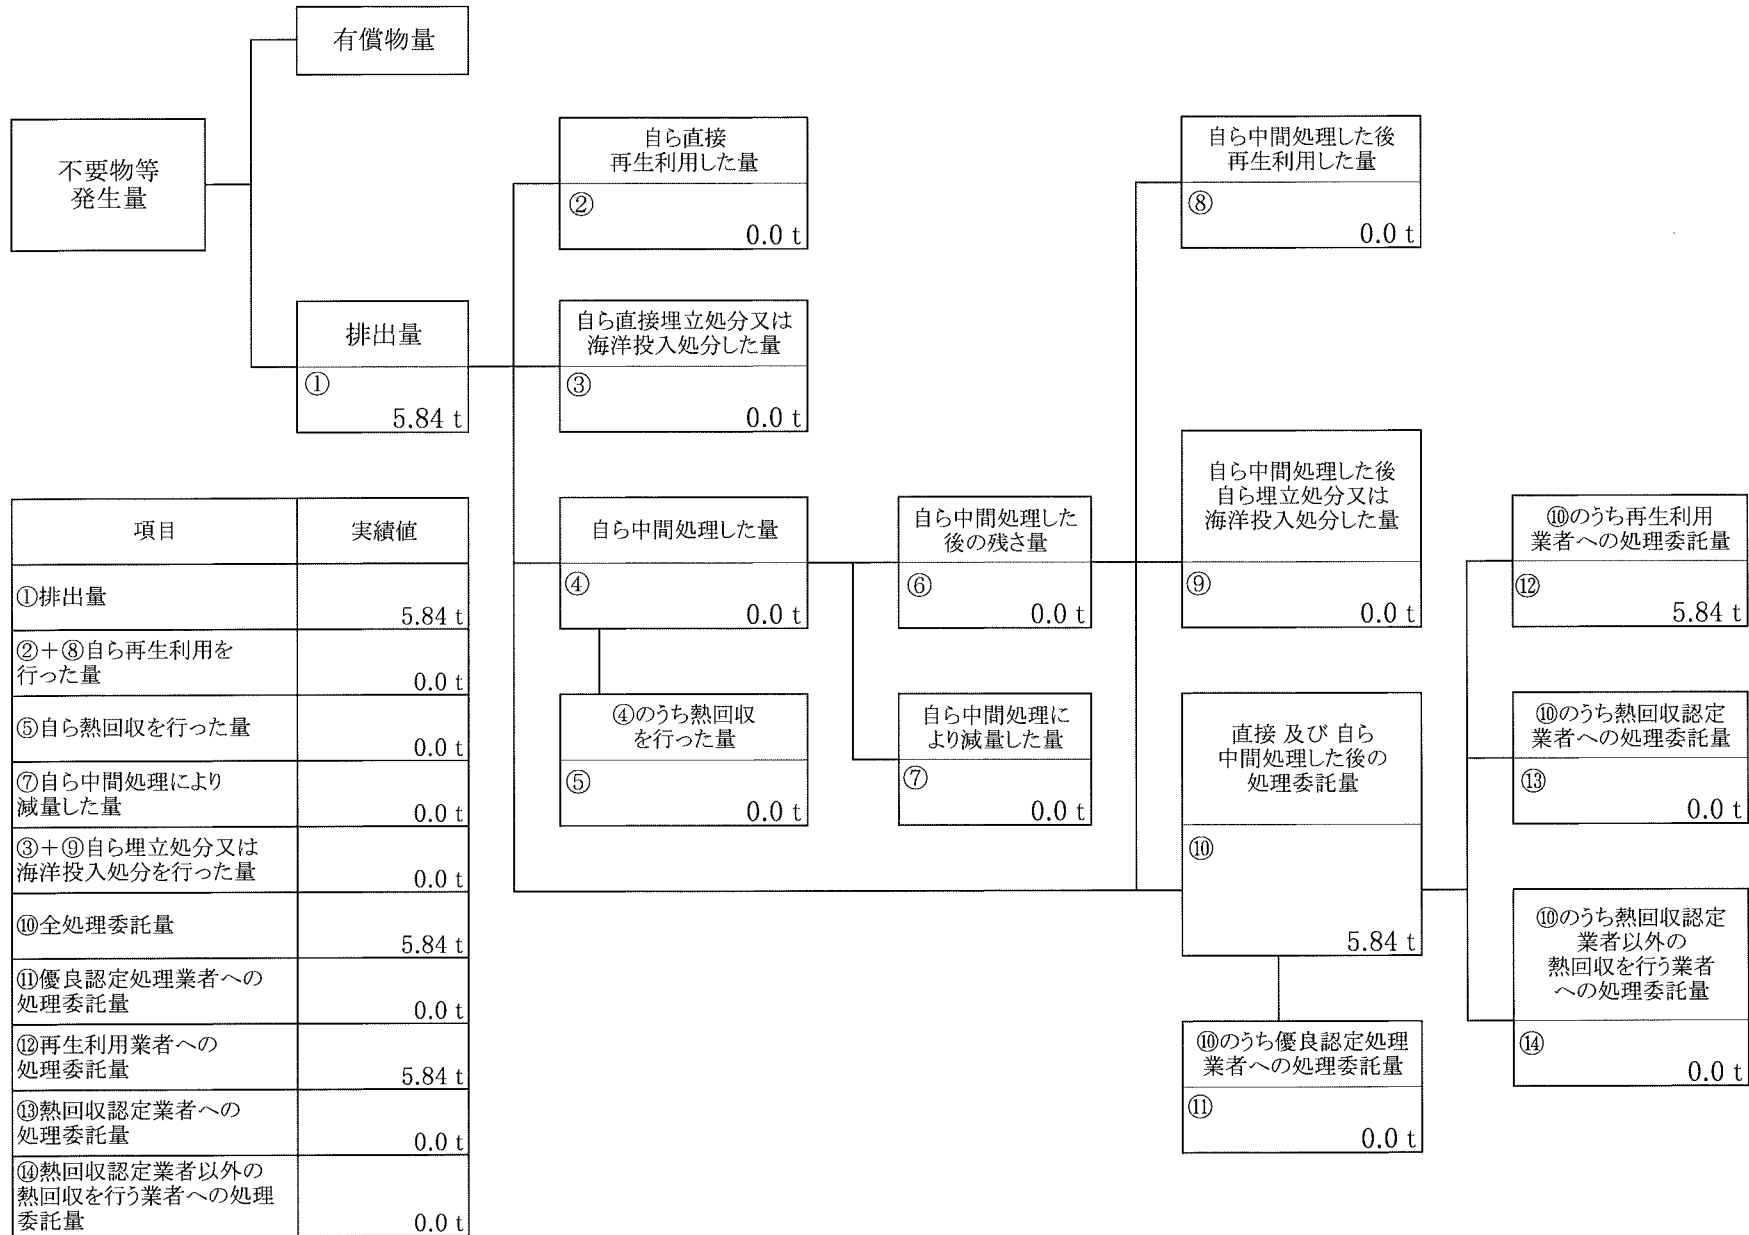 有償物量
不要物等
発生量
排出量
①
5.84 t
自ら直接
再生利用した量
②
0.0 t
自ら直接埋立処分又は
海洋投入処分した量
③
0.0 t
自ら中間処理した量
④
0.0 t
④のうち熱回収
を行った量
⑤
0.0 t
自ら中間処理した
後の残さ量
⑥
0.0 t
自ら中間処理に
より減量した量
⑦
0.0 t
自ら中間処理した後
再生利用した量
⑧
0.0 t
自ら中間処理した後
自ら埋立処分又は
海洋投入処分した量
⑨
0.0 t
直接 及び 自ら
中間処理した後の
処理委託量
⑩
5.84 t
⑩のうち優良認定処理
業者への処理委託量
⑪
0.0 t
⑩のうち再生利用
業者への処理委託量
⑫
5.84 t
⑩のうち熱回収認定
業者への処理委託量
⑬
0.0 t
⑩のうち熱回収認定
業者以外の
熱回収を行う業者
への処理委託量
⑭
0.0 t
項目 実績値
①排出量
5.84 t
②+⑧自ら再生利用を
行った量
0.0 t
⑤自ら熱回収を行った量
0.0 t
⑦自ら中間処理により
減量した量
0.0 t
③+⑨自ら埋立処分又は
海洋投入処分を行った量
0.0 t
⑩全処理委託量
5.84 t
⑪優良認定処理業者への
処理委託量
0.0 t
⑫再生利用業者への
処理委託量
5.84 t
⑬熱回収認定業者への
処理委託量
0.0 t
⑭熱回収認定業者以外の
熱回収を行う業者への処理
委託量
0.0 t